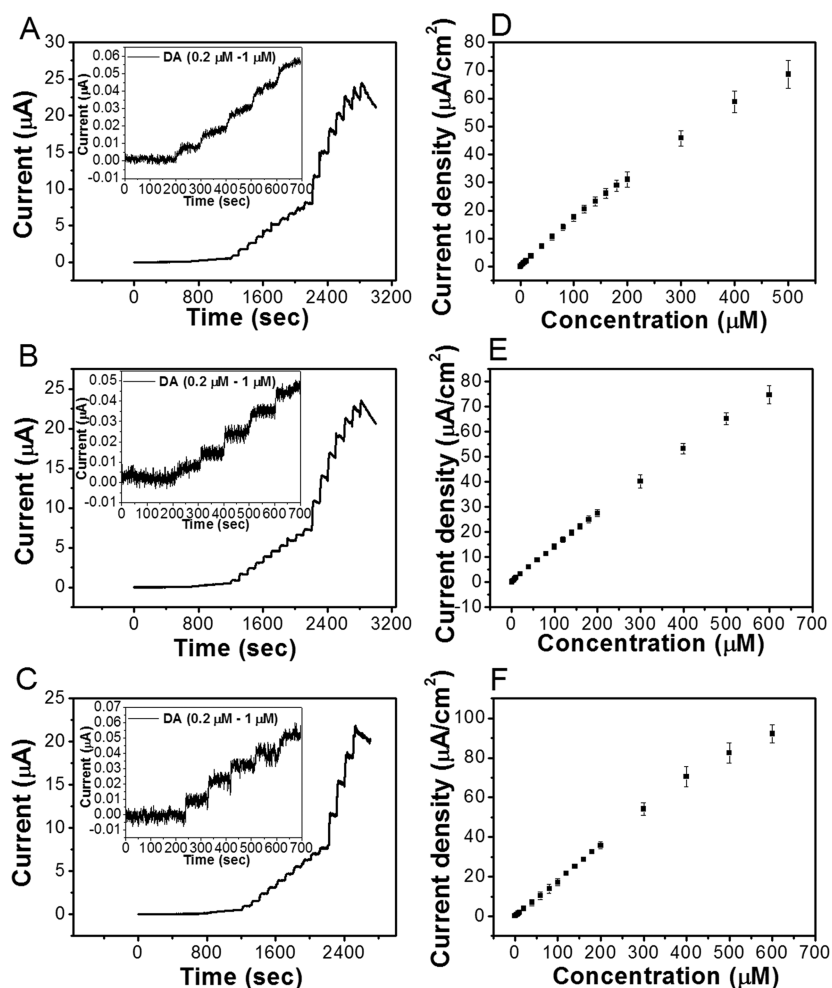 A
Current (µA)
30
25
20
15
10
5
0
0 800 1600 2400 3000
Time (sec)
DA (0.2 µM -1 µM)
Current (µA)
0.06
0.05
0.04
0.03
0.02
0.01
0.00
-0.01
0 100 200 300 400 500 600 700
Time (sec)
D
Current density (µA/cm²)
80
70
60
50
40
30
20
10
0
0 100 200 300 400 500
Concentration (µM)
B
Current (µA)
25
20
15
10
5
0
0 800 1600 2400 3000
Time (sec)
DA (0.2 µM - 1 µM)
Current (µA)
0.05
0.04
0.03
0.02
0.01
0.00
-0.01
0 100 200 300 400 500 600 700
Time (sec)
E
Current density (µA/cm²)
80
70
60
50
40
30
20
10
0
-10
0 100 200 300 400 500 600 700
Concentration (µM)
C
Current (µA)
25
20
15
10
5
0
0 800 1600 2400
Time (sec)
DA (0.2 µM - 1 µM)
Current (µA)
0.07
0.06
0.05
0.04
0.03
0.02
0.01
0.00
-0.01
0 100 200 300 400 500 600 700
Time (sec)
F
Current density (µA/cm²)
100
80
60
40
20
0
0 100 200 300 400 500 600 700
Concentration (µM)